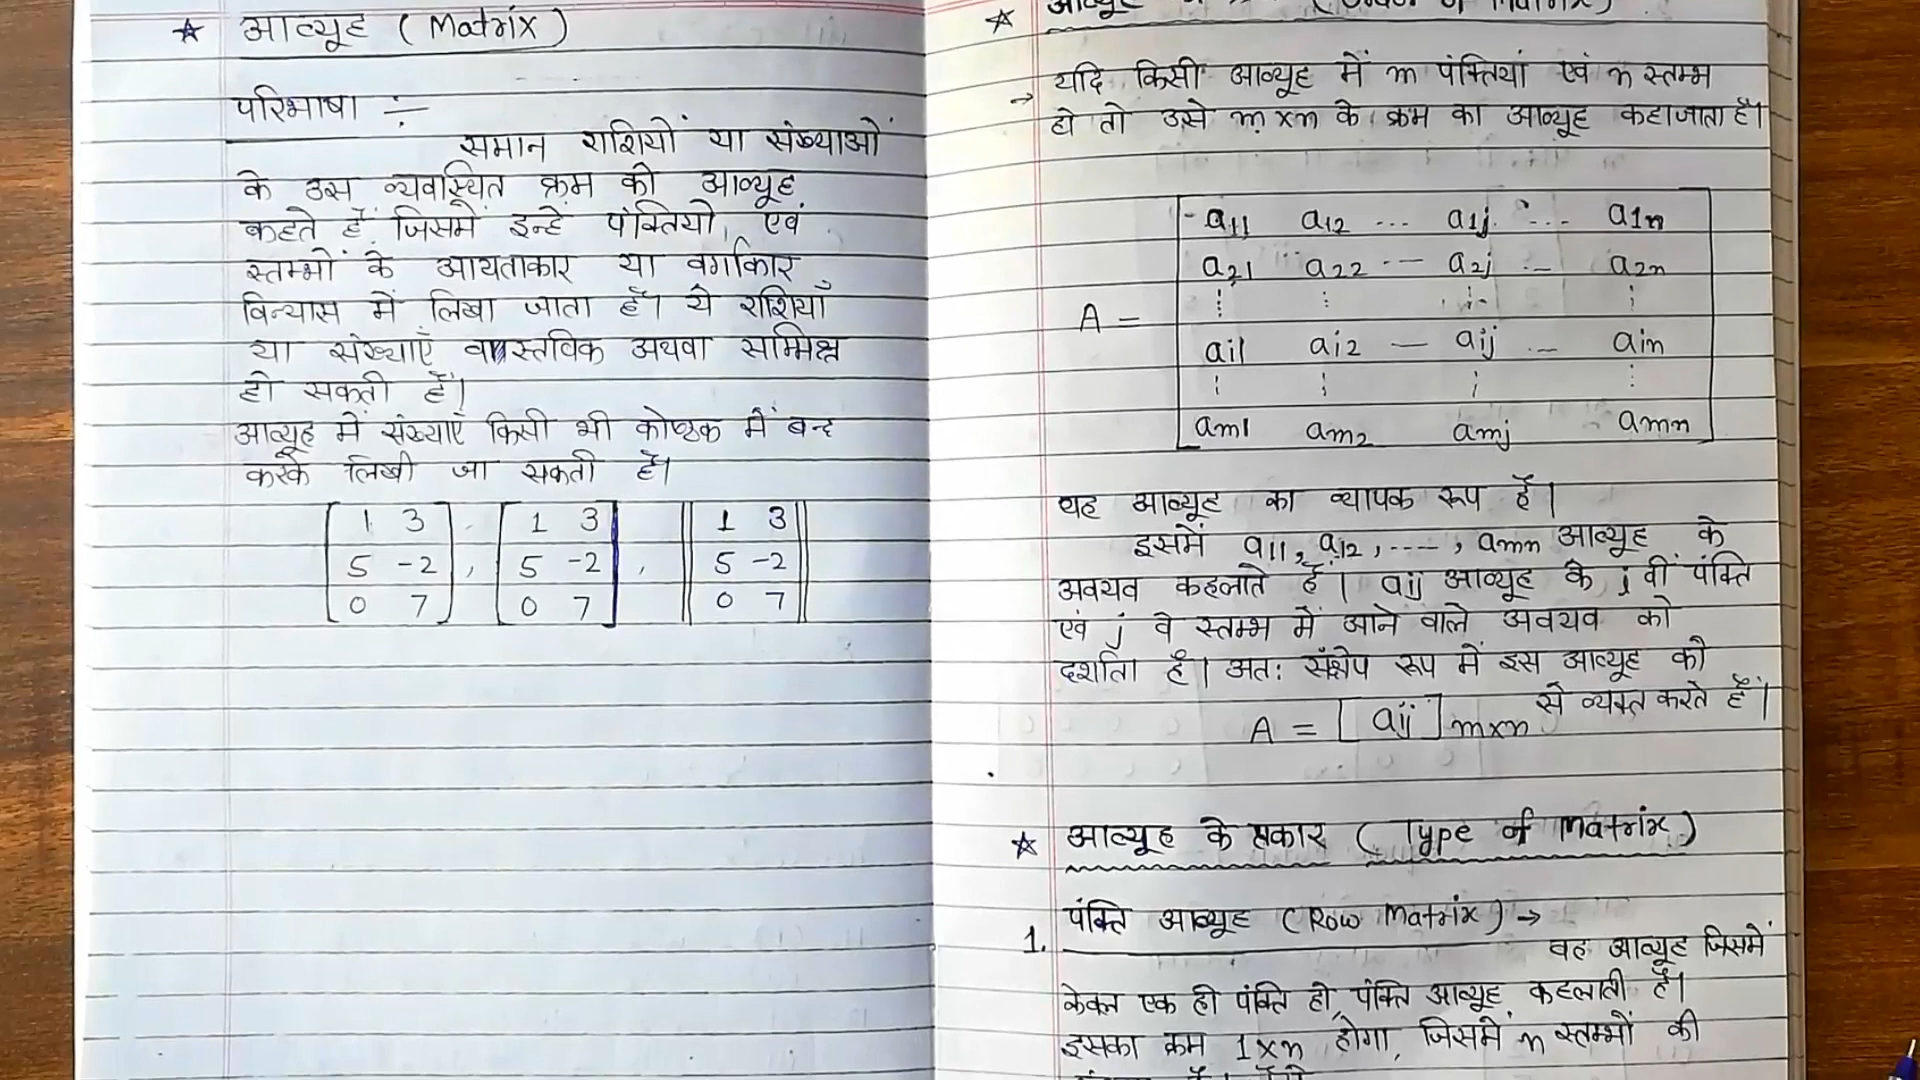 ☆ आव्यूह (Matrix)
परिभाषा ÷
समान राशियों या संख्याओं
के उस व्यवस्थित क्रम को आव्यूह
कहते हैं जिसमें इन्हें पंक्तियो, एवं
स्तम्भों के आयताकार या वर्गाकार
विन्यास में लिखा जाता है। ये राशियाँ
या संख्याएँ वास्तविक अथवा सम्मिश्र
हो सकती हैं।
आव्यूह में संख्याएं किसी भी कोष्ठक में बन्द
करके लिखी जा सकती हैं।
[1 3 , [1 3] , ||1 3||
5 -2 5 -2 5 -2
0 7] 0 7 0 7
☆ आव्यूह (Order of Matrix)
→ यदि किसी आव्यूह में m पंक्तियां एवं n स्तम्भ
हो तो उसे m×n के क्रम का आव्यूह कहा जाता है।
a11 a12 ... a1j ... a1n
a21 a22 ... a2j ... a2n
⋮ ⋮ ⋮ ⋮
A = ai1 ai2 — aij ... ain
⋮ ⋮ ⋮ ⋮
am1 am2 amj amn
यह आव्यूह का व्यापक रूप है।
इसमें a11, a12, ----, amn आव्यूह के
अवयव कहलाते हैं। aij आव्यूह के j वीं पंक्ति
एवं j वे स्तम्भ में आने वाले अवयव को
दर्शाता है। अतः संक्षेप रूप में इस आव्यूह को
A = [aij] m×n से व्यक्त करते हैं।
☆ आव्यूह के प्रकार (Type of Matrix)
1. पंक्ति आव्यूह (Row Matrix) →
वह आव्यूह जिसमें
केवल एक ही पंक्ति हो, पंक्ति आव्यूह कहलाती है।
इसका क्रम 1×n होगा, जिसमें n स्तम्भों की